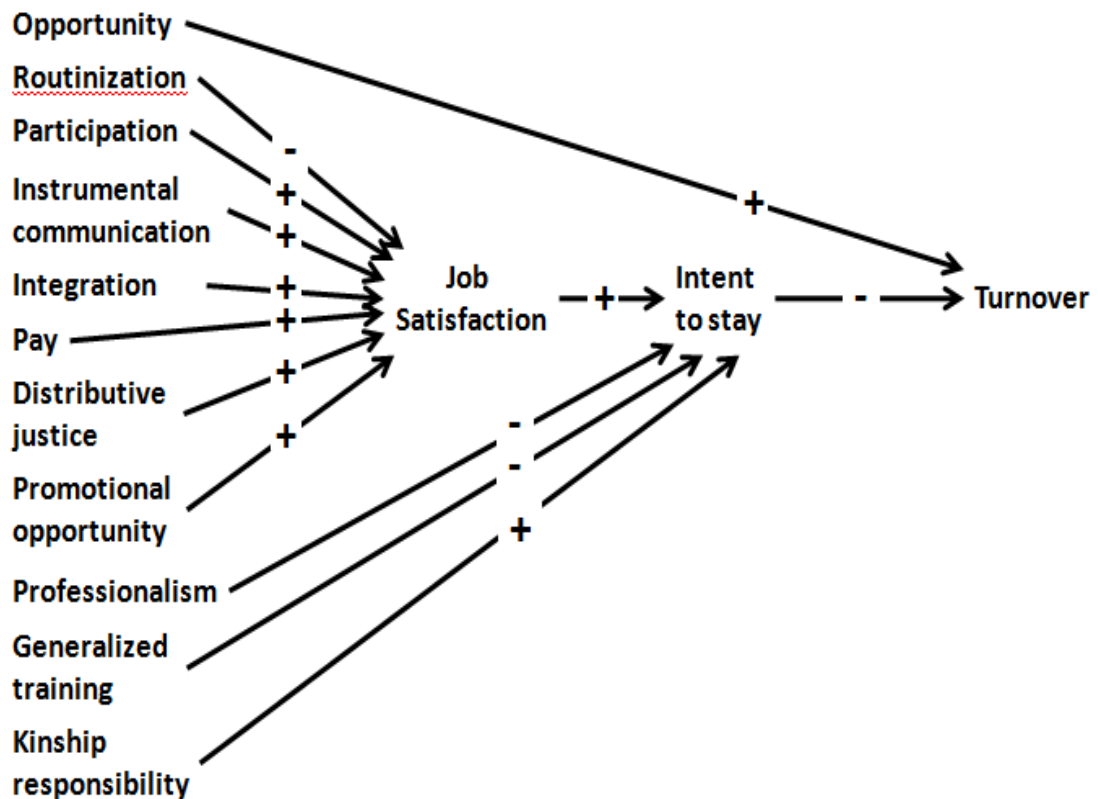 Opportunity
Routinization
Participation
Instrumental
communication
Integration
Pay
Distributive
justice
Promotional
opportunity
Professionalism
Generalized
training
Kinship
responsibility
-
+
+
+
+
+
+
Job
Satisfaction
+
Intent
to stay
-
Turnover
+
-
-
+